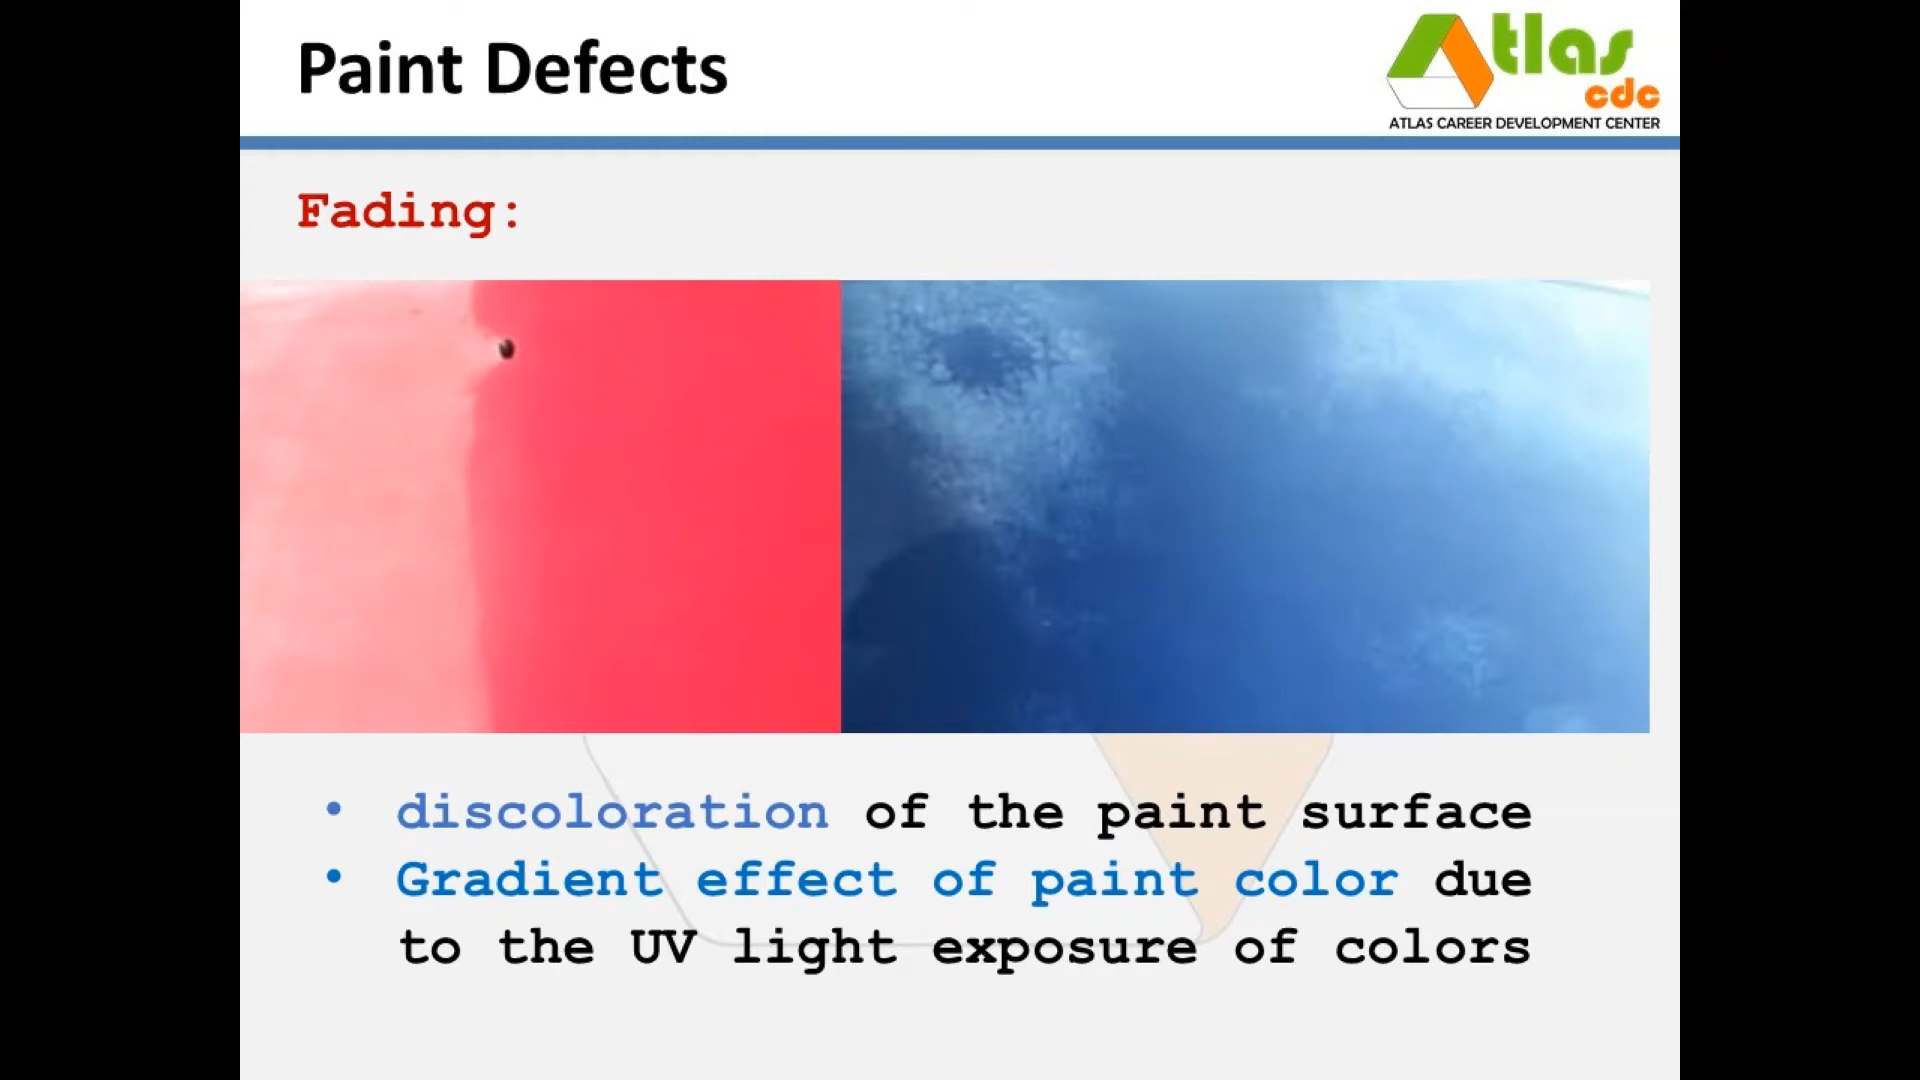 Paint Defects
Atlas
cdc
ATLAS CAREER DEVELOPMENT CENTER
Fading:
• discoloration of the paint surface
• Gradient effect of paint color due
to the UV light exposure of colors